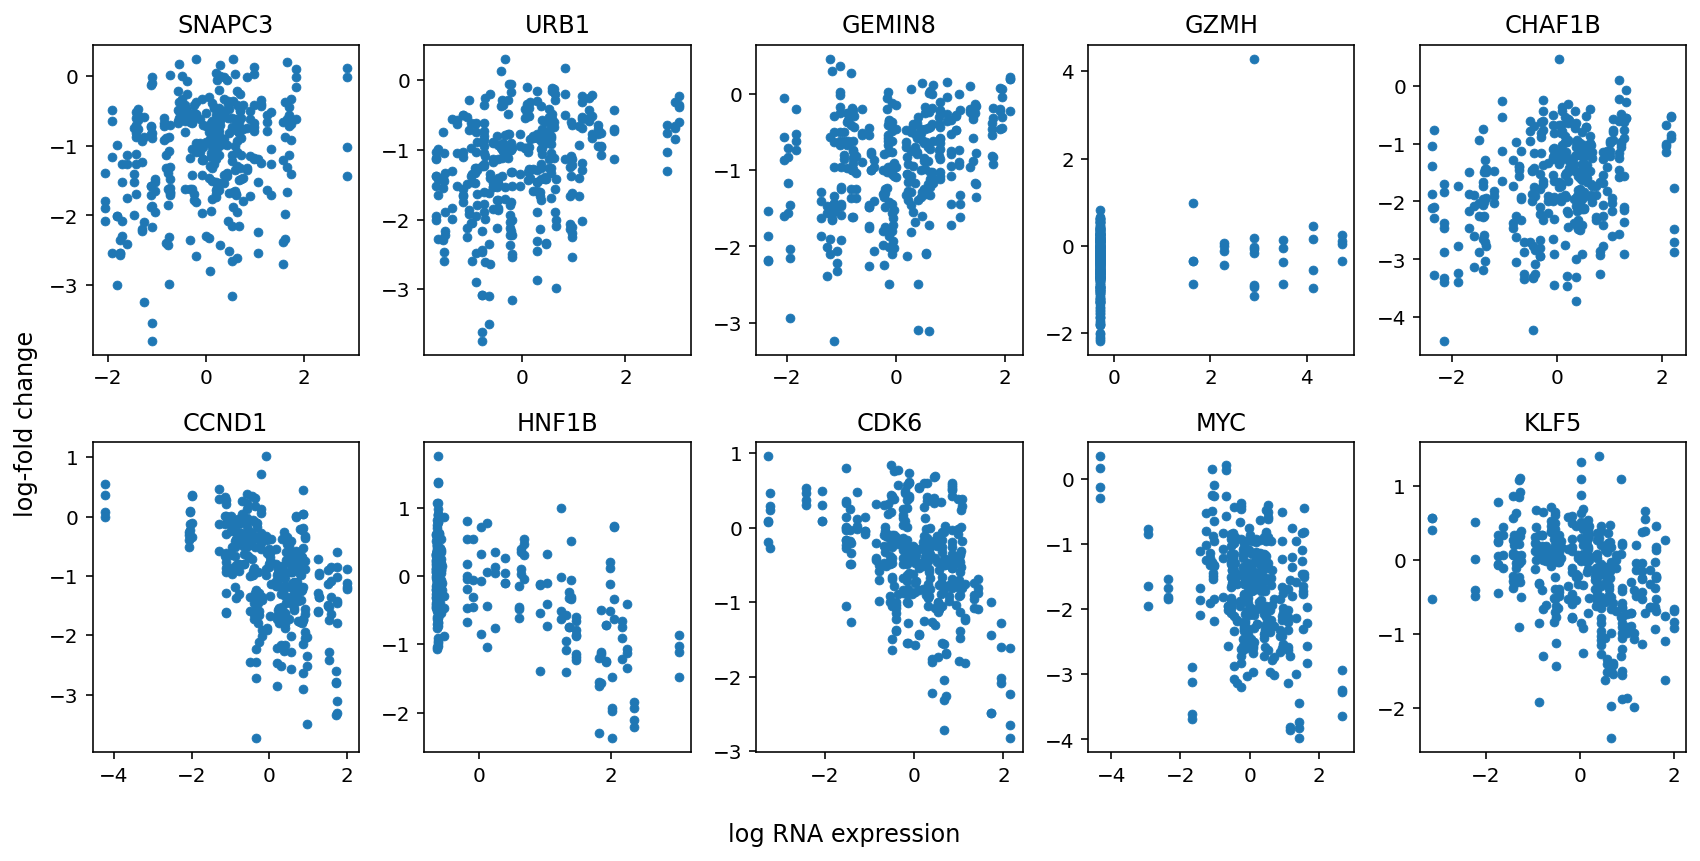 SNAPC3 URB1 GEMIN8 GZMH CHAF1B
0 −1 −2 −3
−2 0 2
0 −1 −2 −3
0 2
0 −1 −2 −3
−2 0 2
4 2 0 −2
0 2 4
0 −1 −2 −3 −4
−2 0 2
log-fold change
CCND1 HNF1B CDK6 MYC KLF5
1 0 −1 −2 −3
−4 −2 0 2
1 0 −1 −2
0 2
1 0 −1 −2 −3
−2 0 2
0 −1 −2 −3 −4
−4 −2 0 2
1 0 −1 −2
−2 0 2
log RNA expression